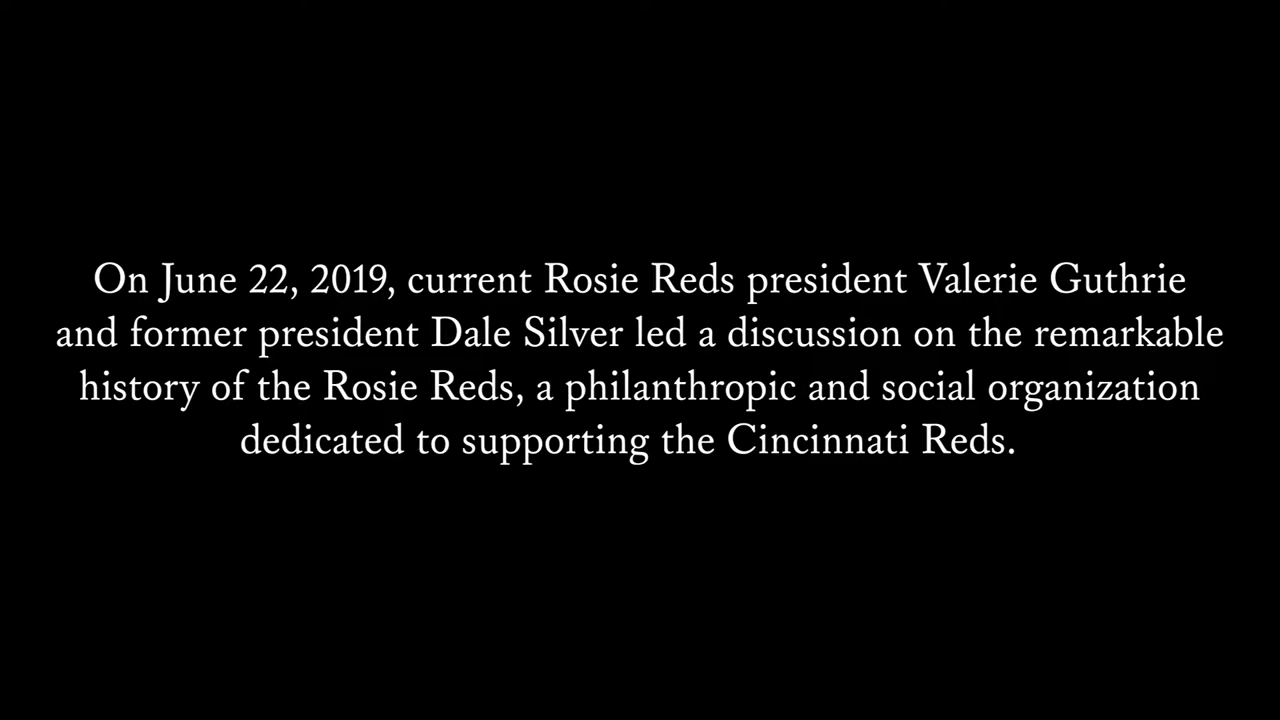 On June 22, 2019, current Rosie Reds president Valerie Guthrie
and former president Dale Silver led a discussion on the remarkable
history of the Rosie Reds, a philanthropic and social organization
dedicated to supporting the Cincinnati Reds.